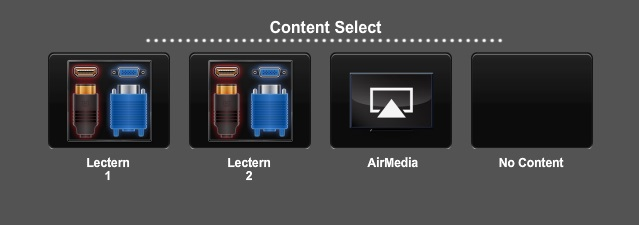 Content Select
Lectern
1
Lectern
2
AirMedia
No Content